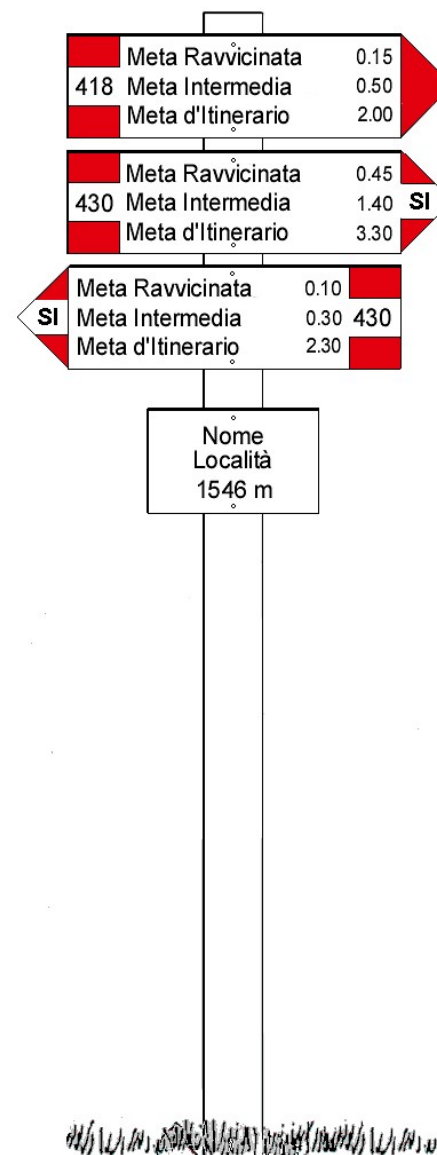 Meta Ravvicinata 0.15
418 Meta Intermedia 0.50
Meta d'Itinerario 2.00
Meta Ravvicinata 0.45
430 Meta Intermedia 1.40 SI
Meta d'Itinerario 3.30
Meta Ravvicinata 0.10
SI Meta Intermedia 0.30 430
Meta d'Itinerario 2.30
Nome
Località
1546 m